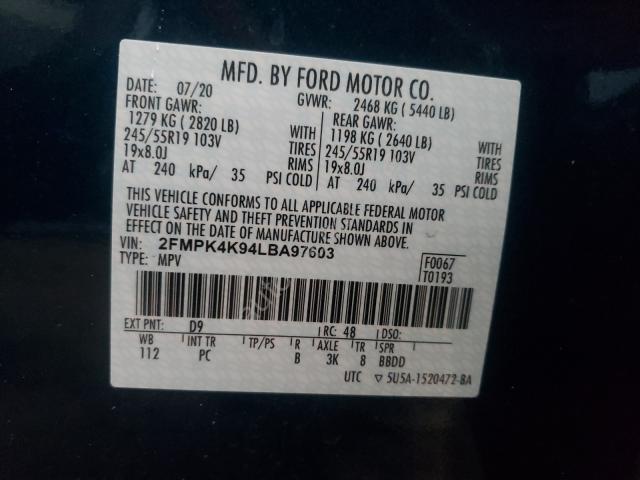 MFD. BY FORD MOTOR CO.
DATE: 07/20 GVWR: 2468 KG ( 5440 LB)
FRONT GAWR: REAR GAWR:
1279 KG ( 2820 LB) WITH 1198 KG ( 2640 LB) WITH
245/55R19 103V TIRES 245/55R19 103V TIRES
19x8.0J RIMS 19x8.0J RIMS
AT 240 kPa/ 35 PSI COLD AT 240 kPa/ 35 PSI COLD
THIS VEHICLE CONFORMS TO ALL APPLICABLE FEDERAL MOTOR
VEHICLE SAFETY AND THEFT PREVENTION STANDARDS IN
EFFECT ON THE DATE OF MANUFACTURE SHOWN ABOVE.
VIN: 2FMPK4K94LBA97603
TYPE: MPV
F0067
T0193
EXT PNT: D9 RC: 48 DSO:
WB INT TR TP/PS R AXLE TR SPR
112 PC B 3K 8 BBDD
UTC ▽ 5U5A-1520472-BA